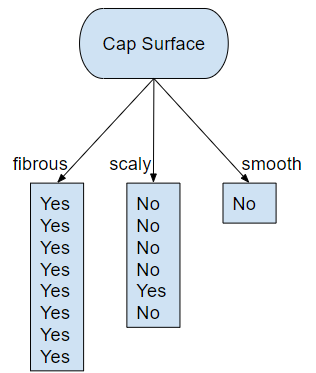 Cap Surface
fibrous
scaly
smooth
Yes
Yes
Yes
Yes
Yes
Yes
Yes
Yes
No
No
No
No
Yes
No
No